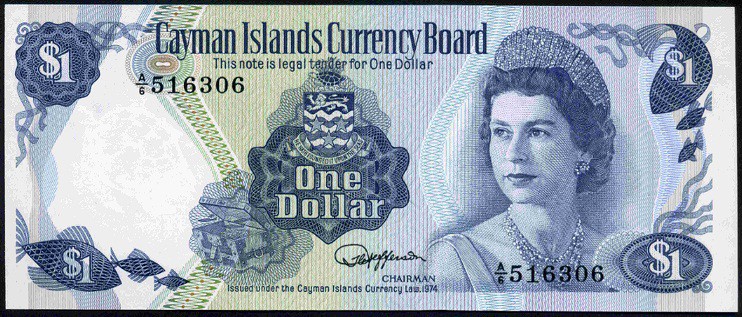 $1
Cayman Islands Currency Board
This note is legal tender for One Dollar
A/6 516306
$1
One
Dollar
CHAIRMAN
Issued under the Cayman Islands Currency Law, 1974
A/6 516306
$1
$1